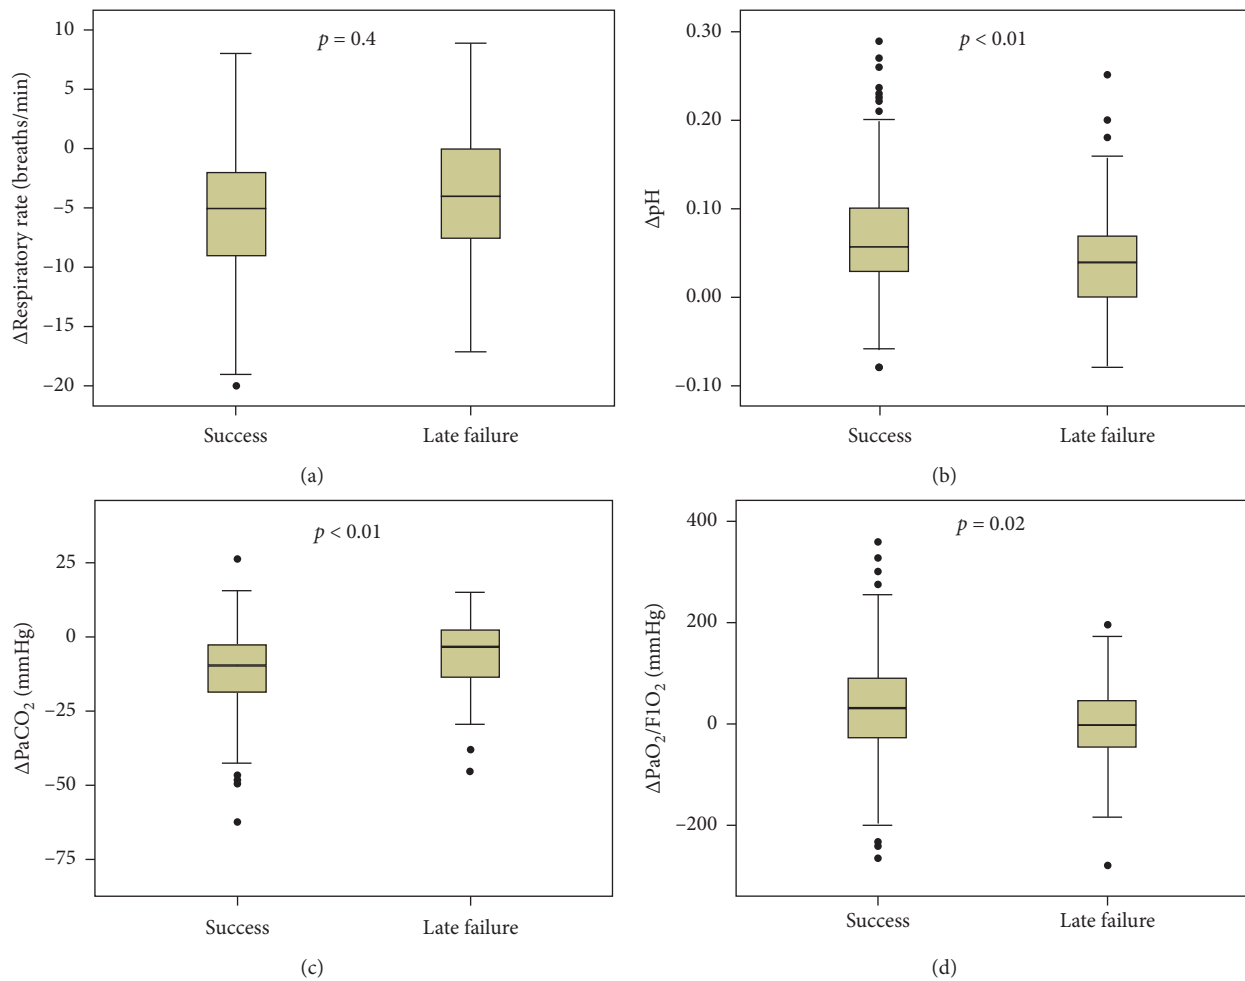 p = 0.4
ΔRespiratory rate (breaths/min)
10
5
0
−5
−10
−15
−20
Success Late failure
(a)
p < 0.01
ΔpH
0.30
0.20
0.10
0.00
−0.10
Success Late failure
(b)
p < 0.01
ΔPaCO₂ (mmHg)
25
0
−25
−50
−75
Success Late failure
(c)
p = 0.02
ΔPaO₂/F1O₂ (mmHg)
400
200
0
−200
Success Late failure
(d)